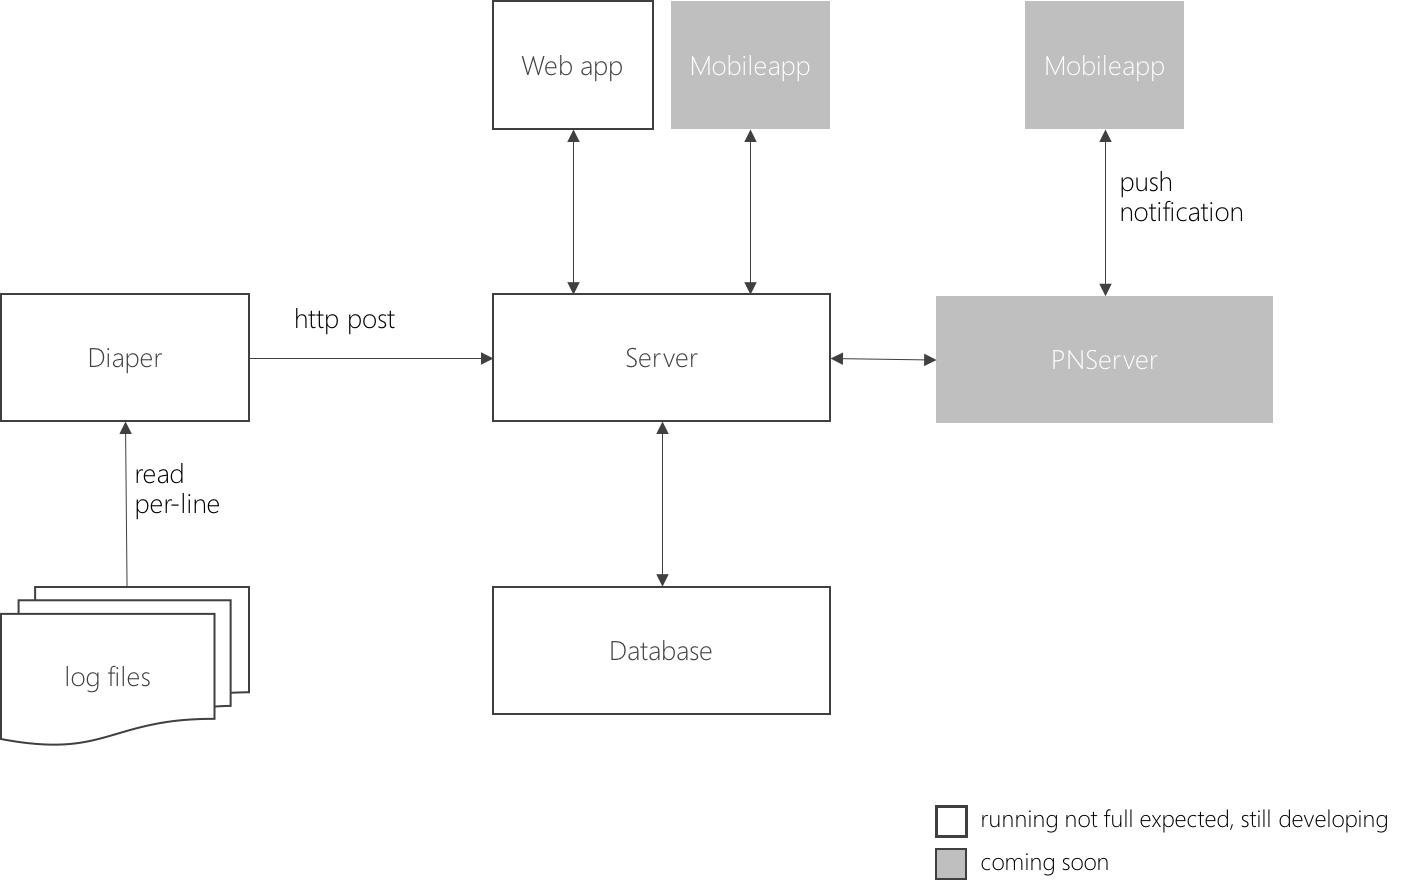 Web app
Mobileapp
Mobileapp
push
notification
http post
Diaper
Server
PNServer
read
per-line
log files
Database
running not full expected, still developing
coming soon